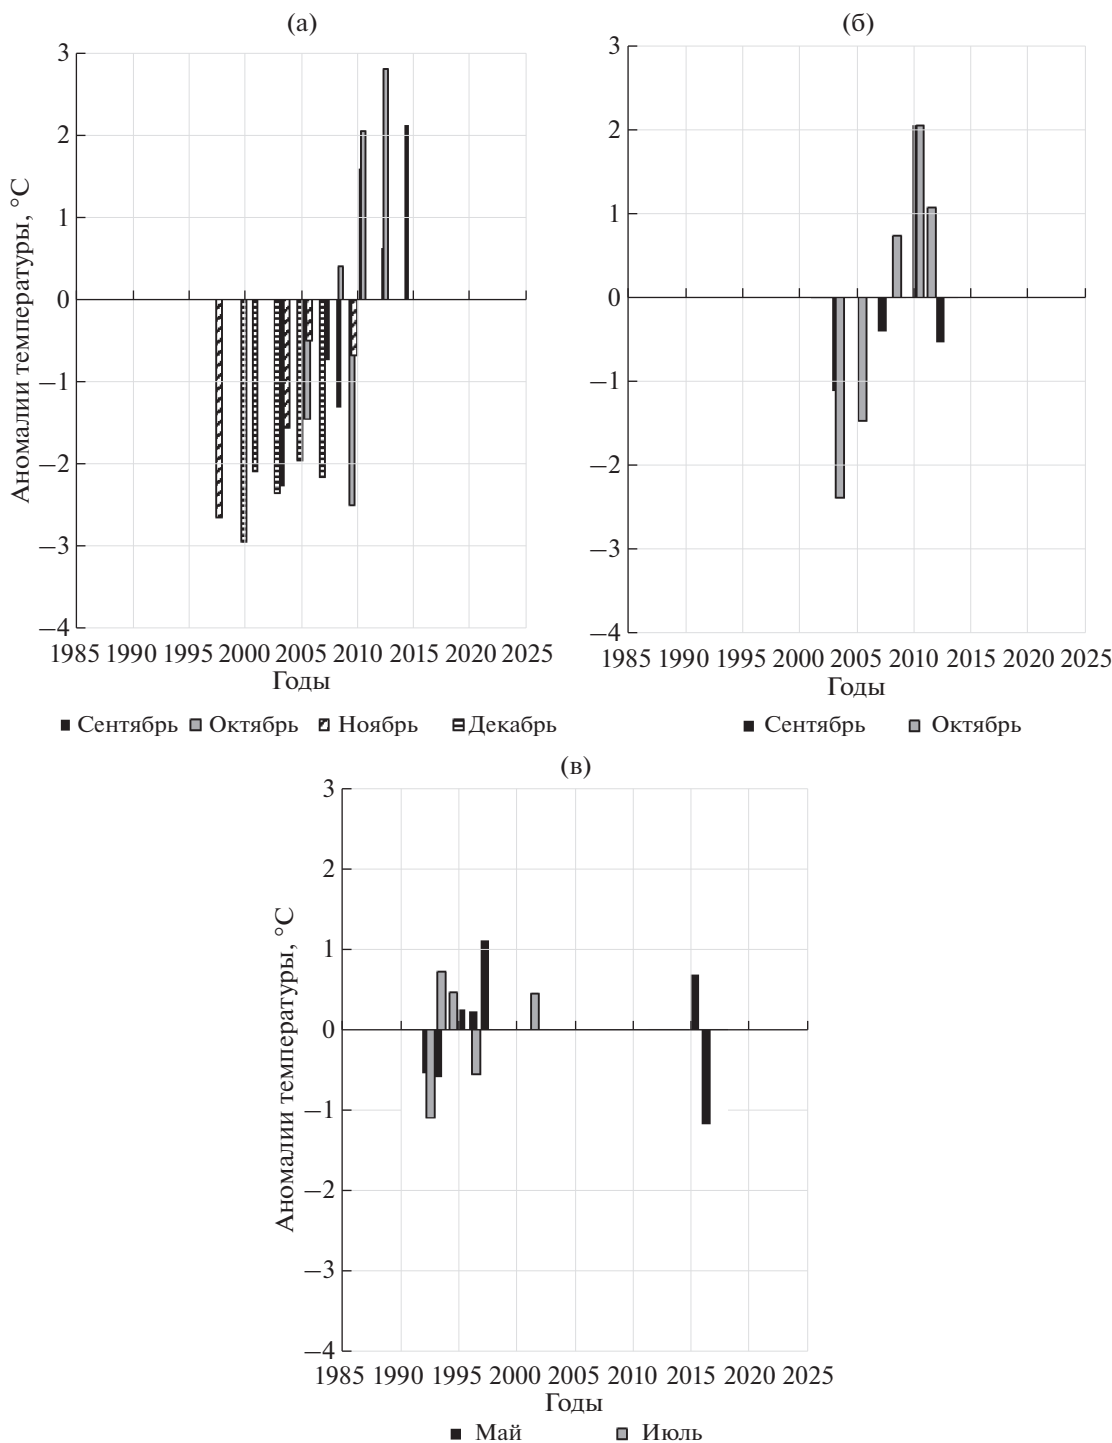 (а)
3
2
1
0
−1
−2
−3
−4
Аномалии температуры, °С
1985 1990 1995 2000 2005 2010 2015 2020 2025
Годы
Сентябрь Октябрь Ноябрь Декабрь
(б)
3
2
1
0
−1
−2
−3
−4
1985 1990 1995 2000 2005 2010 2015 2020 2025
Годы
Сентябрь Октябрь
(в)
3
2
1
0
−1
−2
−3
−4
Аномалии температуры, °С
1985 1990 1995 2000 2005 2010 2015 2020 2025
Годы
Май Июль